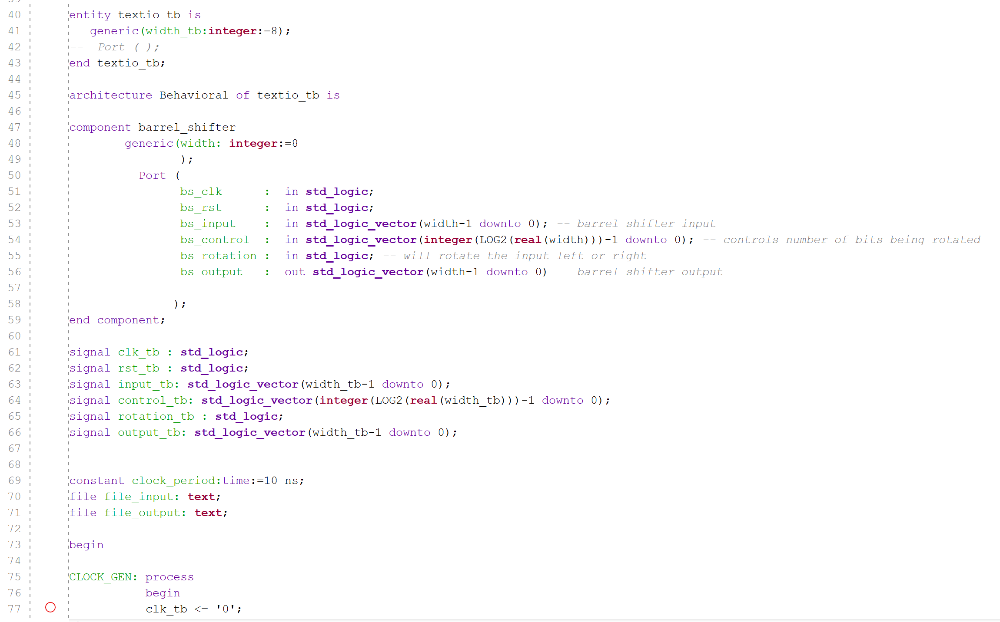 40 entity textio_tb is
41 generic(width_tb:integer:=8);
42 -- Port ( );
43 end textio_tb;
44
45 architecture Behavioral of textio_tb is
46
47 component barrel_shifter
48 generic(width: integer:=8
49 );
50 Port (
51 bs_clk : in std_logic;
52 bs_rst : in std_logic;
53 bs_input : in std_logic_vector(width-1 downto 0); -- barrel shifter input
54 bs_control : in std_logic_vector(integer(LOG2(real(width)))-1 downto 0); -- controls number of bits being rotated
55 bs_rotation : in std_logic; -- will rotate the input left or right
56 bs_output : out std_logic_vector(width-1 downto 0) -- barrel shifter output
57
58 );
59 end component;
60
61 signal clk_tb : std_logic;
62 signal rst_tb : std_logic;
63 signal input_tb: std_logic_vector(width_tb-1 downto 0);
64 signal control_tb: std_logic_vector(integer(LOG2(real(width_tb)))-1 downto 0);
65 signal rotation_tb : std_logic;
66 signal output_tb: std_logic_vector(width_tb-1 downto 0);
67
68
69 constant clock_period:time:=10 ns;
70 file file_input: text;
71 file file_output: text;
72
73 begin
74
75 CLOCK_GEN: process
76 begin
77 clk_tb <= '0';